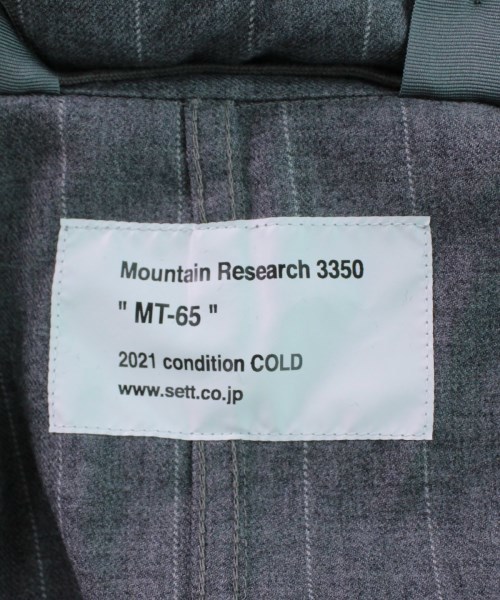 Mountain Research 3350
" MT-65 "
2021 condition COLD
www.sett.co.jp